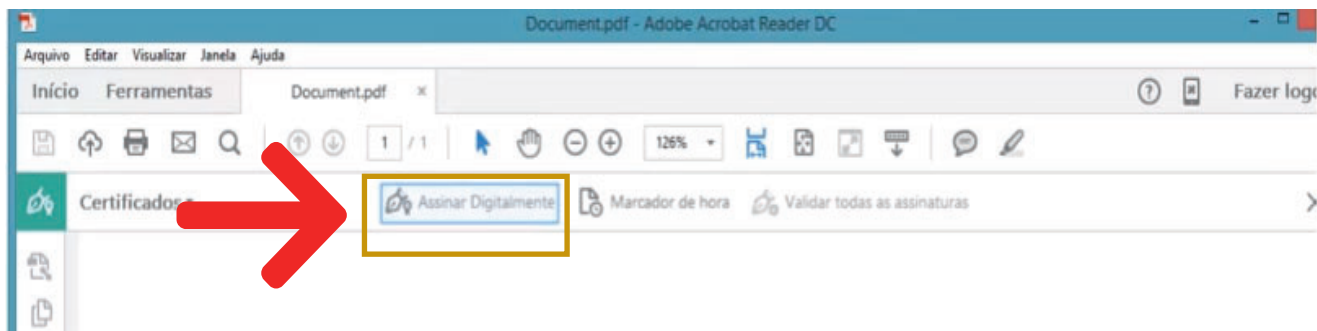 Document.pdf - Adobe Acrobat Reader DC
Arquivo Editar Visualizar Janela Ajuda
Início Ferramentas Document.pdf × Fazer logo
1 / 1 126%
Certificados Assinar Digitalmente Marcador de hora Validar todas as assinaturas